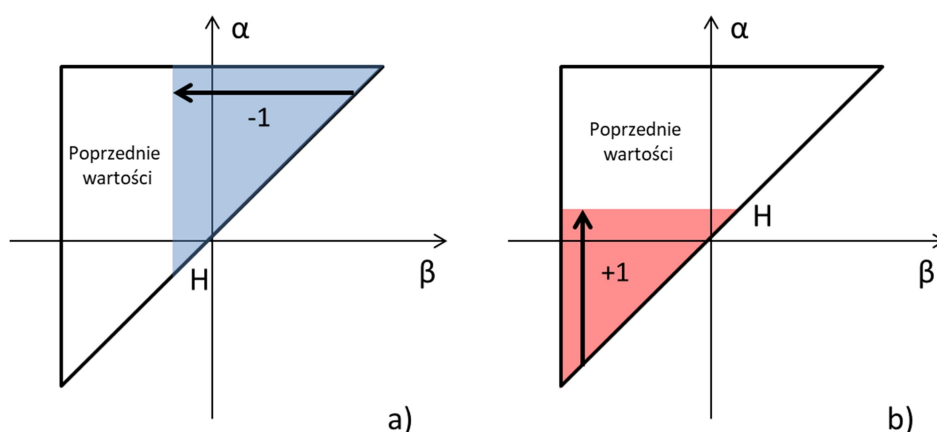 α
-1
Poprzednie
wartości
H
β
a)
α
Poprzednie
wartości
H
+1
β
b)